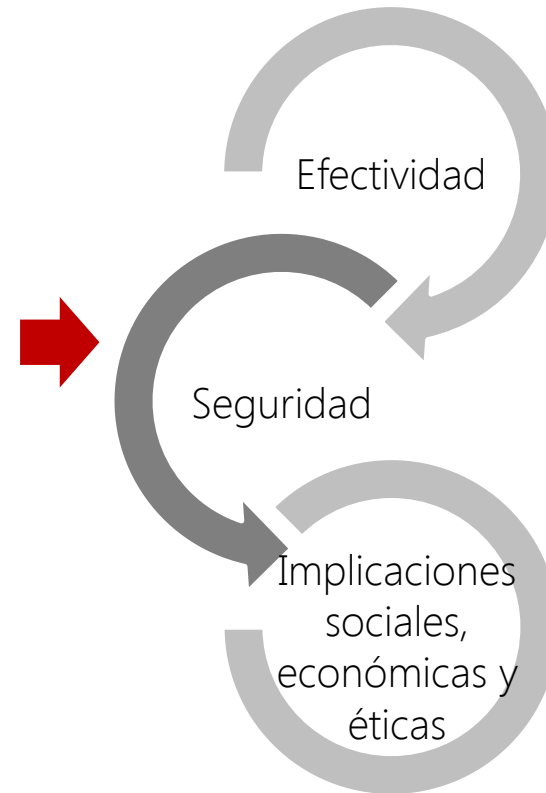 Efectividad
Seguridad
Implicaciones
sociales,
económicas y
éticas